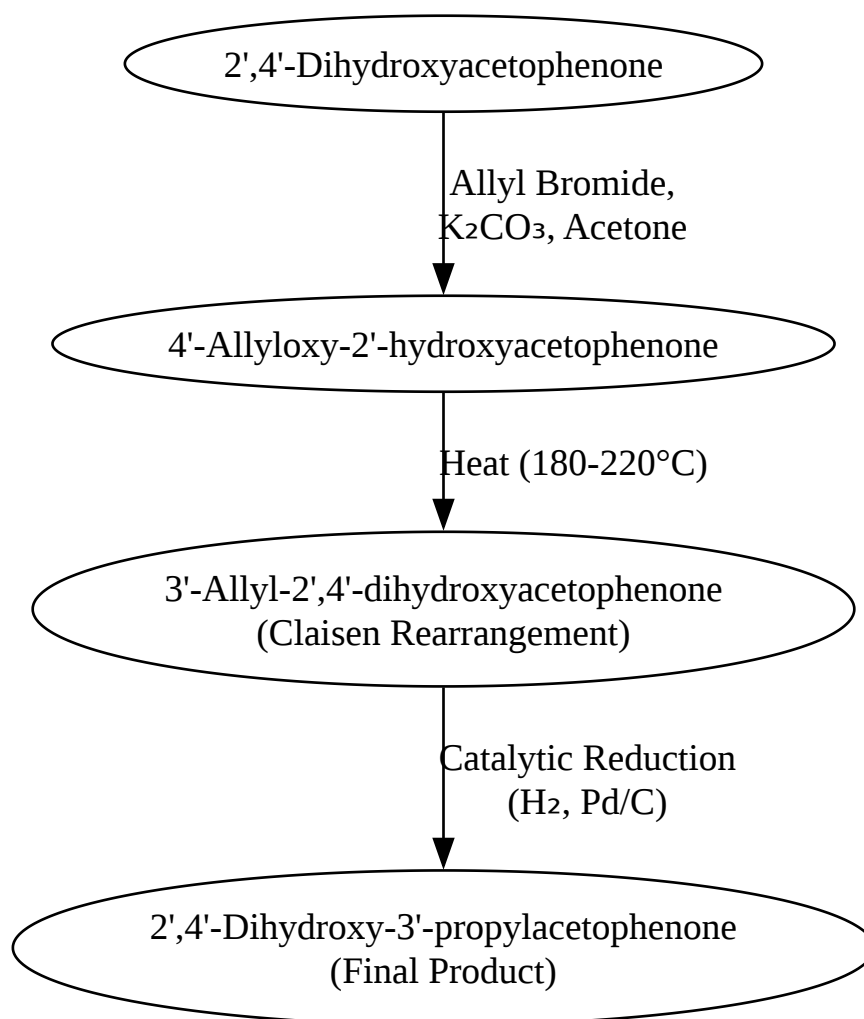 2',4'-Dihydroxyacetophenone
Allyl Bromide,
K₂CO₃, Acetone
4'-Allyloxy-2'-hydroxyacetophenone
Heat (180-220°C)
3'-Allyl-2',4'-dihydroxyacetophenone
(Claisen Rearrangement)
Catalytic Reduction
(H₂, Pd/C)
2',4'-Dihydroxy-3'-propylacetophenone
(Final Product)